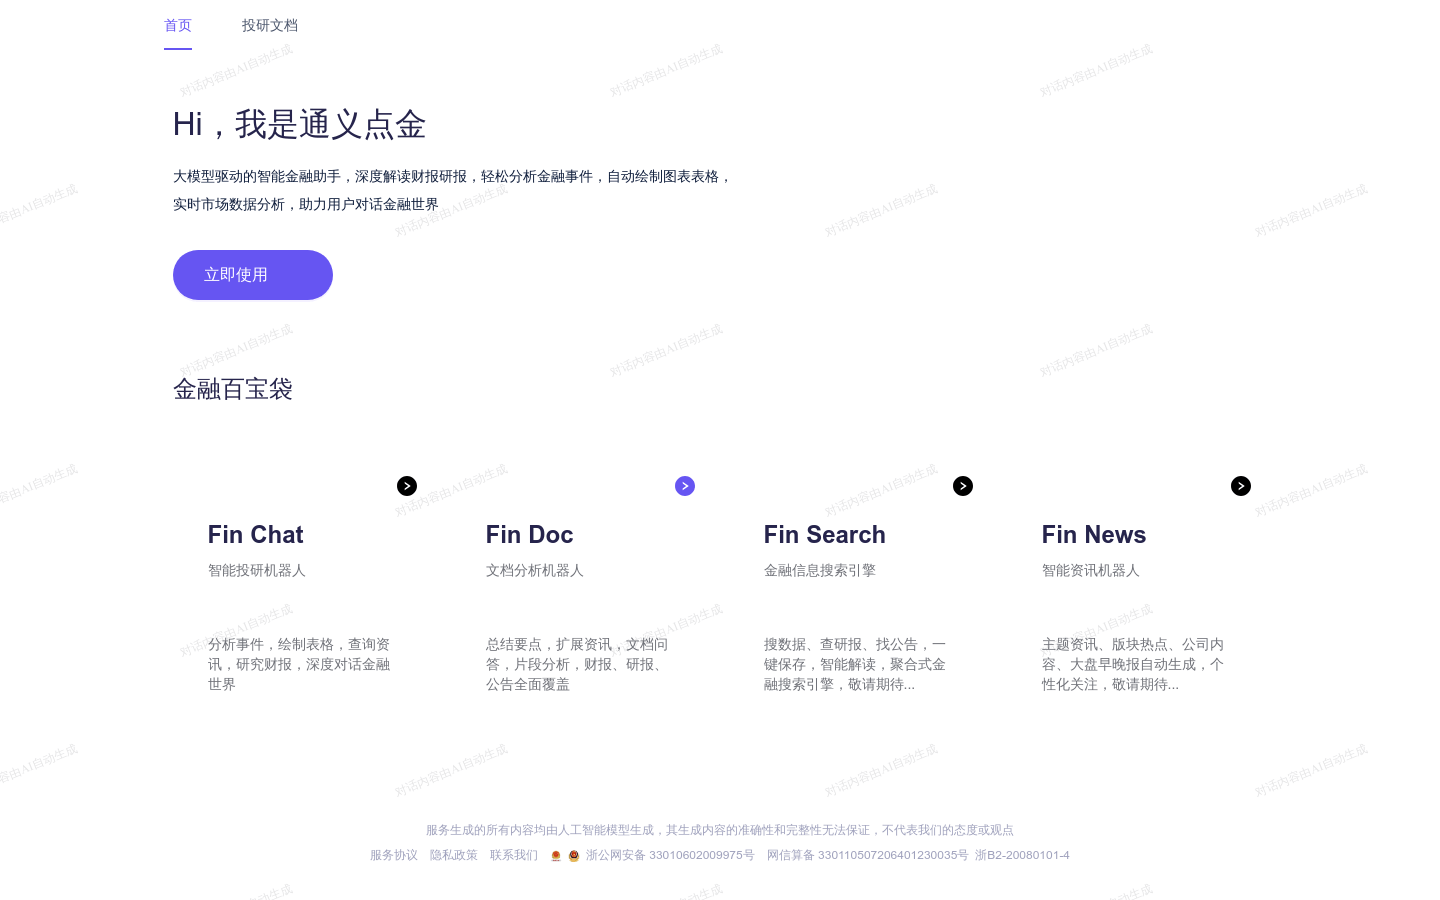 首页 投研文档
Hi，我是通义点金
大模型驱动的智能金融助手，深度解读财报研报，轻松分析金融事件，自动绘制图表表格，
实时市场数据分析，助力用户对话金融世界
立即使用
金融百宝袋
Fin Chat
智能投研机器人
分析事件，绘制表格，查询资
讯，研究财报，深度对话金融
世界
Fin Doc
文档分析机器人
总结要点，扩展资讯，文档问
答，片段分析，财报、研报、
公告全面覆盖
Fin Search
金融信息搜索引擎
搜数据、查研报、找公告，一
键保存，智能解读，聚合式金
融搜索引擎，敬请期待...
Fin News
智能资讯机器人
主题资讯、版块热点、公司内
容、大盘早晚报自动生成，个
性化关注，敬请期待...
服务生成的所有内容均由人工智能模型生成，其生成内容的准确性和完整性无法保证，不代表我们的态度或观点
服务协议 隐私政策 联系我们 浙公网安备 33010602009975号 网信算备 330110507206401230035号 浙B2-20080101-4
对话内容由AI自动生成